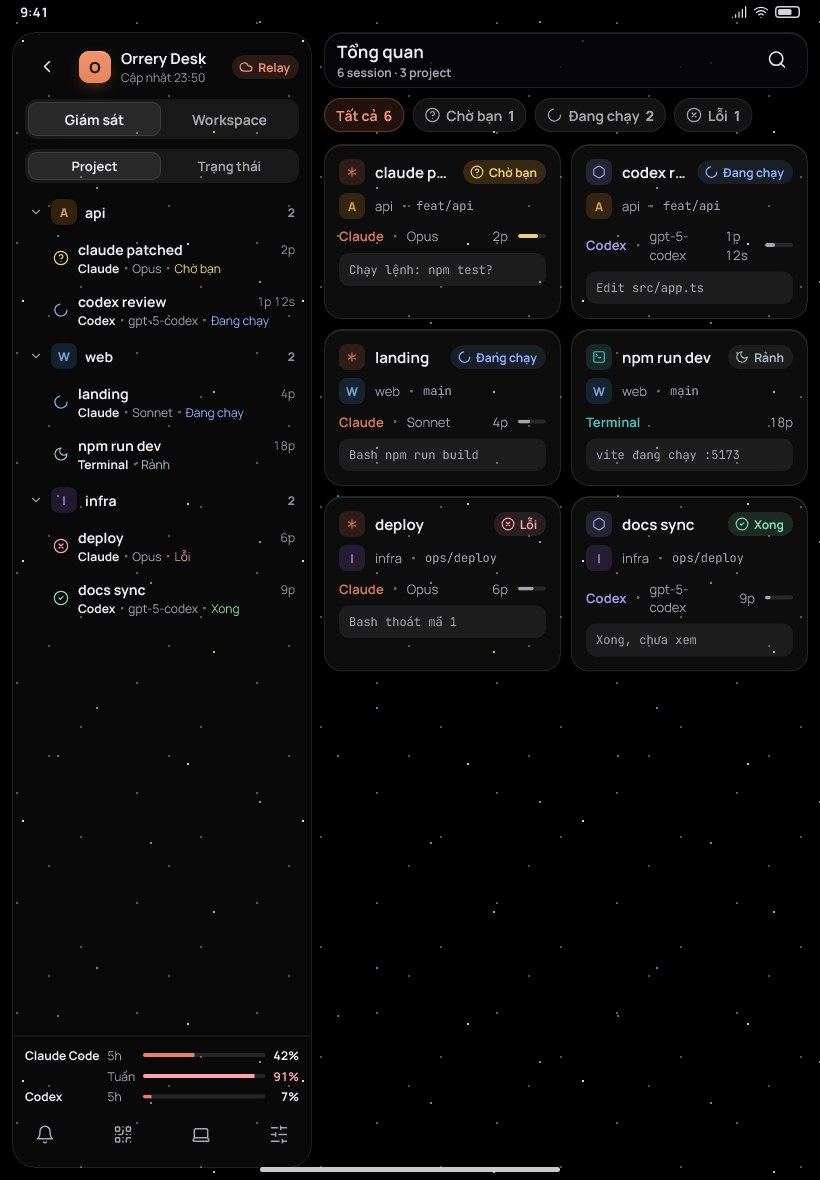 9:41
O
Orrery Desk
Cập nhật 23:50
Relay
Giám sát
Workspace
Project
Trạng thái
A
api
2
claude patched
2p
Claude • Opus • Chờ bạn
codex review
1p 12s
Codex • gpt-5-codex • Đang chạy
W
web
2
landing
4p
Claude • Sonnet • Đang chạy
npm run dev
18p
Terminal • Rảnh
I
infra
2
deploy
6p
Claude • Opus • Lỗi
docs sync
9p
Codex • gpt-5-codex • Xong
Claude Code
5h
42%
Tuần
91%
Codex
5h
7%
Tổng quan
6 session · 3 project
Tất cả 6
Chờ bạn 1
Đang chạy 2
Lỗi 1
claude p...
Chờ bạn
A
api • feat/api
Claude • Opus
2p
Chạy lệnh: npm test?
codex r...
Đang chạy
A
api • feat/api
Codex • gpt-5-
codex
1p
12s
Edit src/app.ts
landing
Đang chạy
W
web • main
Claude • Sonnet
4p
Bash npm run build
npm run dev
Rảnh
W
web • main
Terminal
18p
vite đang chạy :5173
deploy
Lỗi
I
infra • ops/deploy
Claude • Opus
6p
Bash thoát mã 1
docs sync
Xong
I
infra • ops/deploy
Codex • gpt-5-
codex
9p
Xong, chưa xem